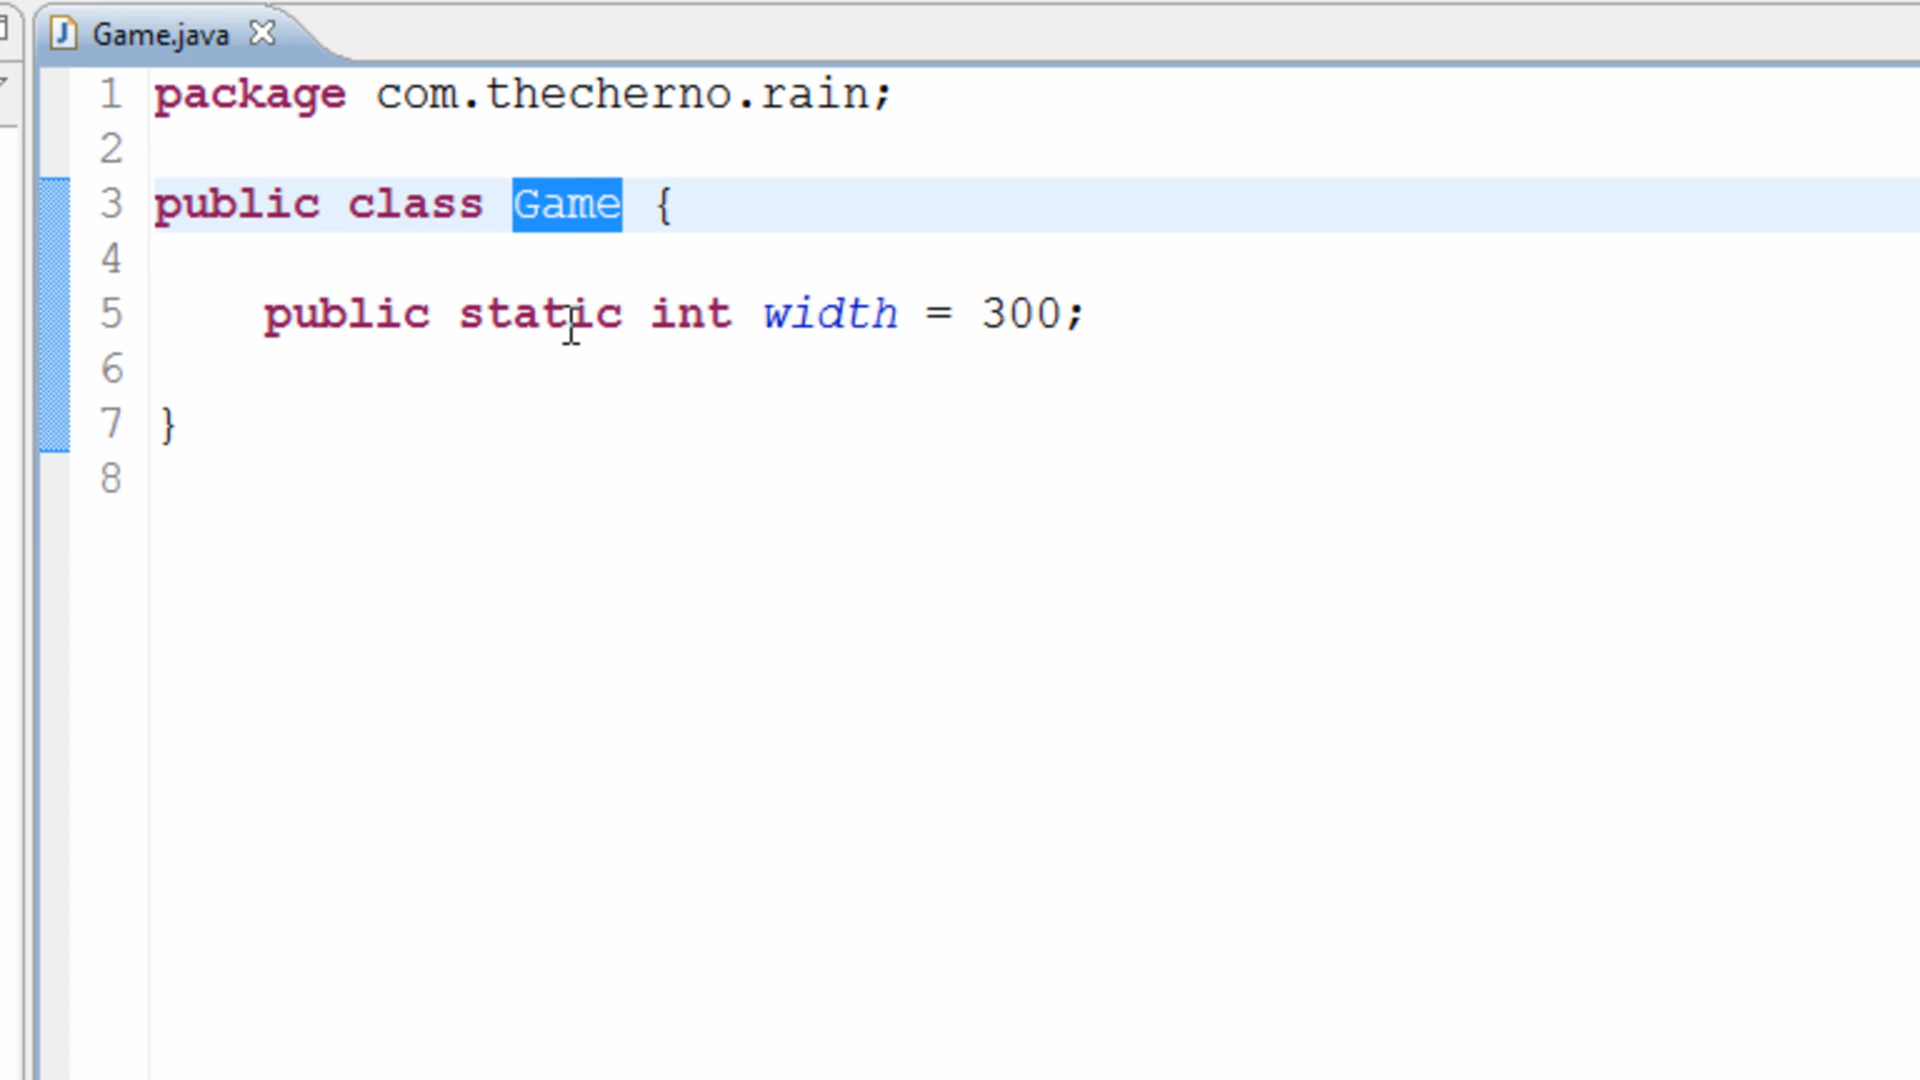 Game.java
1 package com.thecherno.rain;
2
3 public class Game {
4
5 public static int width = 300;
6
7 }
8